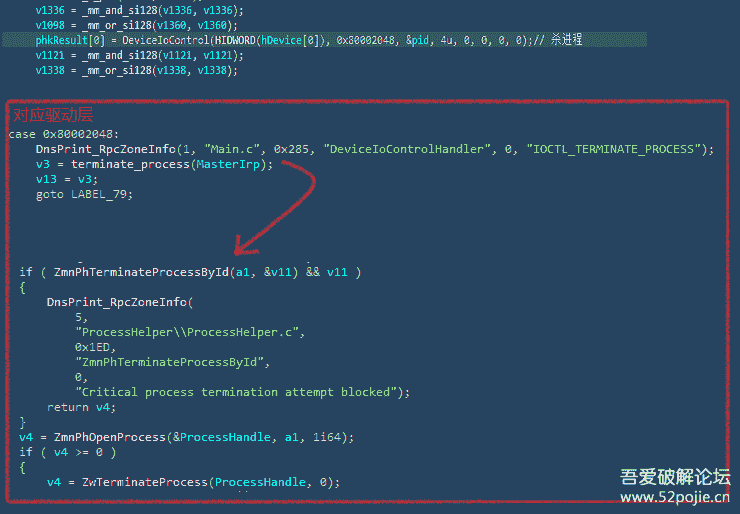 v1336 = _mm_and_si128(v1336, v1336);
v1098 = _mm_or_si128(v1360, v1360);
phkResult[0] = DeviceIoControl(HIDWORD(hDevice[0]), 0x80002048, &pid, 4u, 0, 0, 0, 0);// 杀进程
v1121 = _mm_and_si128(v1121, v1121);
v1338 = _mm_or_si128(v1338, v1338);
对应驱动层
case 0x80002048:
DnsPrint_RpcZoneInfo(1, "Main.c", 0x285, "DeviceIoControlHandler", 0, "IOCTL_TERMINATE_PROCESS");
v3 = terminate_process(MasterIrp);
v13 = v3;
goto LABEL_79;
if ( ZmnPhTerminateProcessById(a1, &v11) && v11 )
{
DnsPrint_RpcZoneInfo(
5,
"ProcessHelper\\ProcessHelper.c",
0x1ED,
"ZmnPhTerminateProcessById",
0,
"Critical process termination attempt blocked");
return v4;
}
v4 = ZmnPhOpenProcess(&ProcessHandle, a1, 1i64);
if ( v4 >= 0 )
{
v4 = ZwTerminateProcess(ProcessHandle, 0);
吾爱破解论坛
www.52pojie.cn